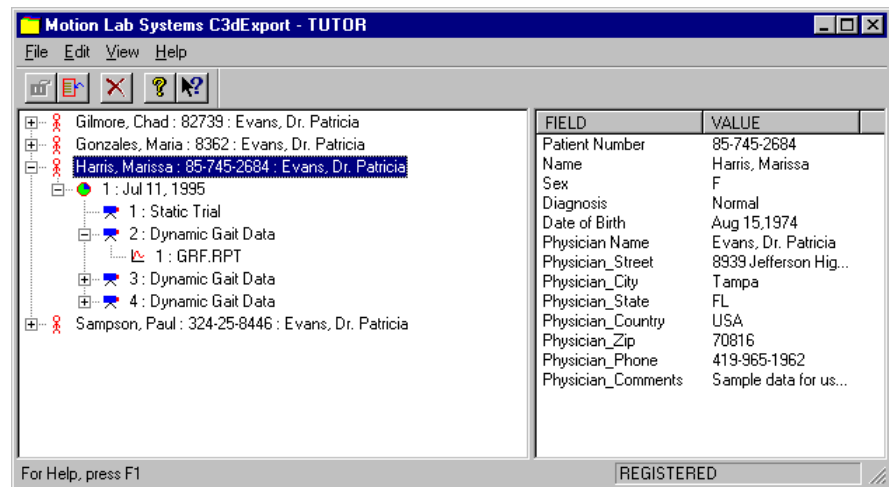 Motion Lab Systems C3dExport - TUTOR
File Edit View Help
Gilmore, Chad : 82739 : Evans, Dr. Patricia
Gonzales, Maria : 8362 : Evans, Dr. Patricia
Harris, Marissa : 85-745-2684 : Evans, Dr. Patricia
1 : Jul 11, 1995
1 : Static Trial
2 : Dynamic Gait Data
1 : GRF.RPT
3 : Dynamic Gait Data
4 : Dynamic Gait Data
Sampson, Paul : 324-25-8446 : Evans, Dr. Patricia
FIELD VALUE
Patient Number 85-745-2684
Name Harris, Marissa
Sex F
Diagnosis Normal
Date of Birth Aug 15,1974
Physician Name Evans, Dr. Patricia
Physician_Street 8939 Jefferson Hig...
Physician_City Tampa
Physician_State FL
Physician_Country USA
Physician_Zip 70816
Physician_Phone 419-965-1962
Physician_Comments Sample data for us...
For Help, press F1 REGISTERED